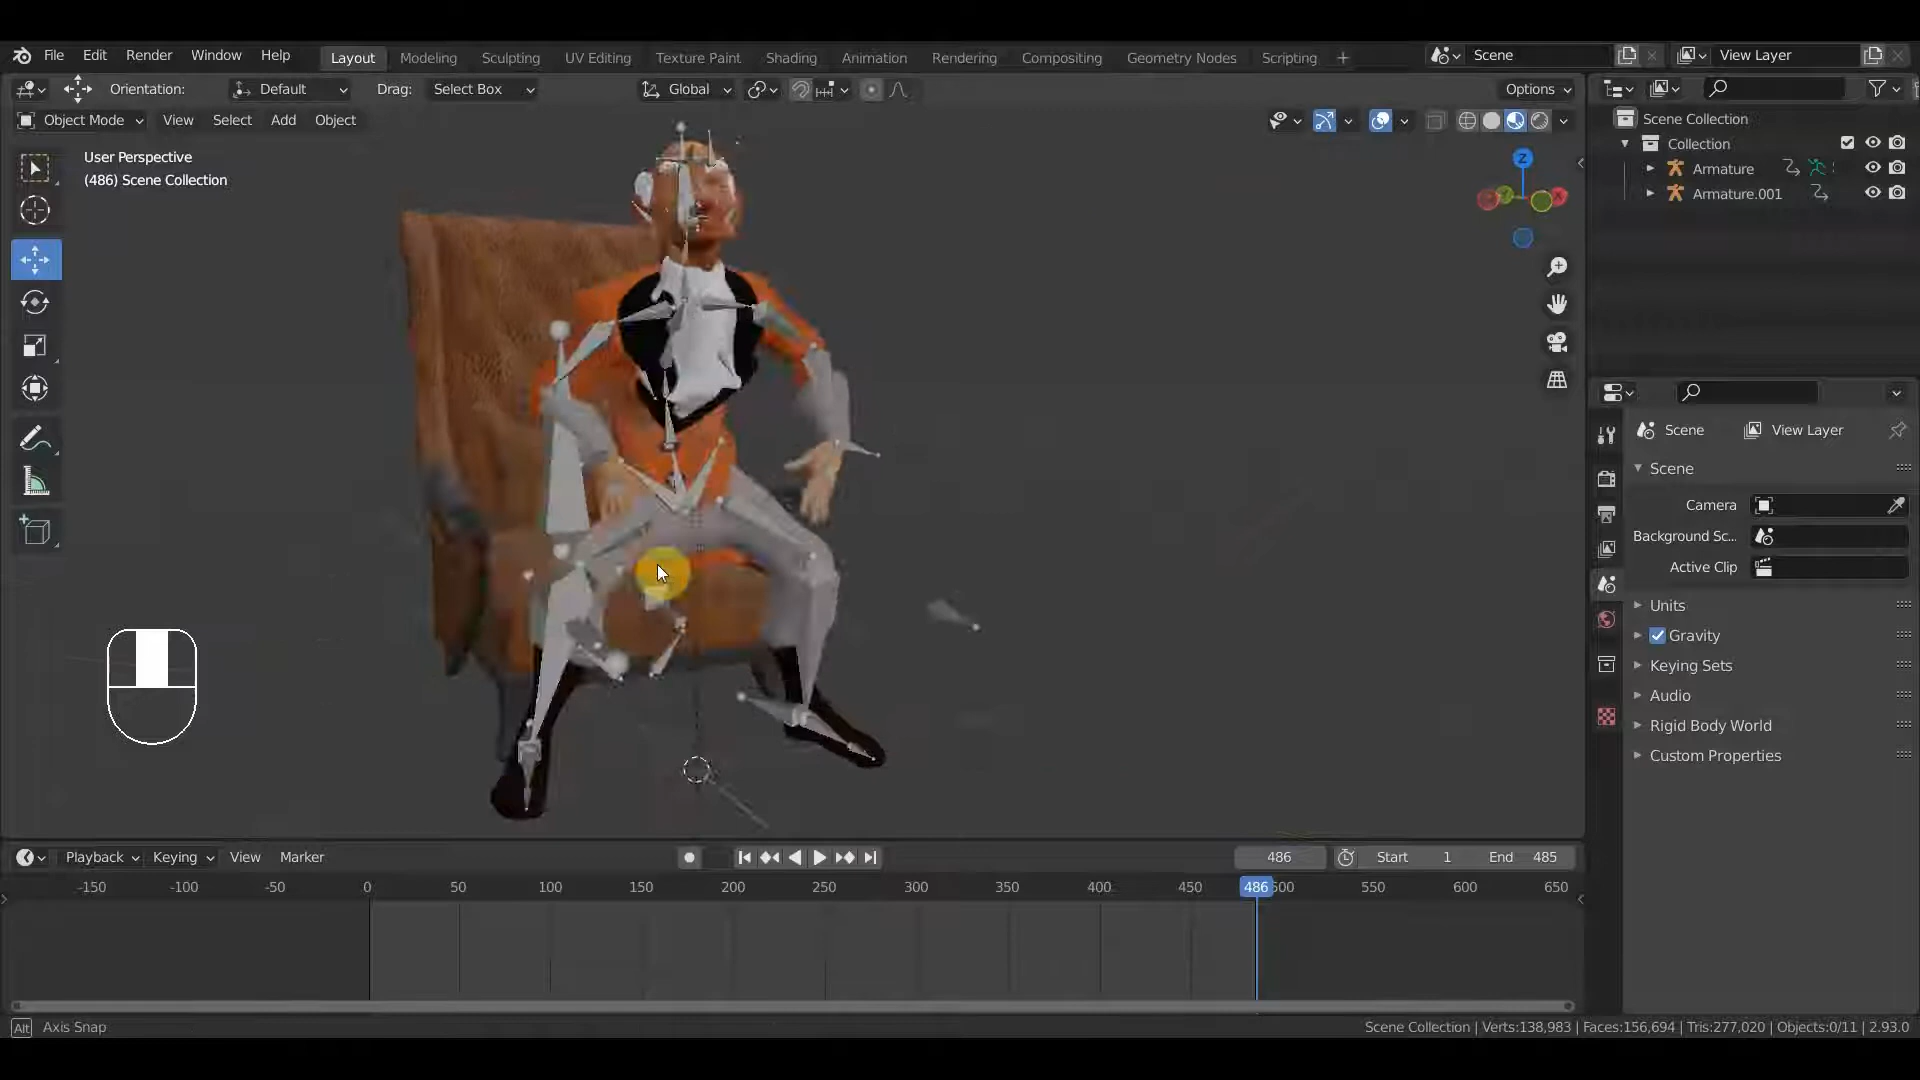 File Edit Render Window Help Layout Modeling Sculpting UV Editing Texture Paint Shading Animation Rendering Compositing Geometry Nodes Scripting + Scene View Layer
Orientation: Default Drag: Select Box Global Options
Object Mode View Select Add Object
User Perspective
(486) Scene Collection
Z
X
Scene Collection
Collection
Armature
Armature.001
Scene View Layer
Scene
Camera
Background Sc...
Active Clip
Units
Gravity
Keying Sets
Audio
Rigid Body World
Custom Properties
Playback Keying View Marker 486 Start 1 End 485
-150 -100 -50 0 50 100 150 200 250 300 350 400 450 486 500 550 600 650
Alt Axis Snap
Scene Collection | Verts:138,983 | Faces:156,694 | Tris:277,020 | Objects:0/11 | 2.93.0